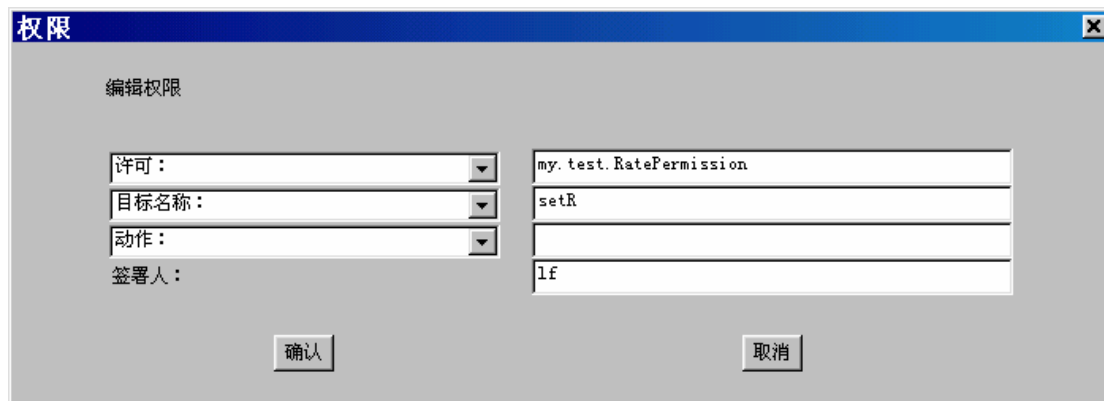 权限
编辑权限
许可： my.test.RatePermission
目标名称： setR
动作：
签署人： lf
确认 取消